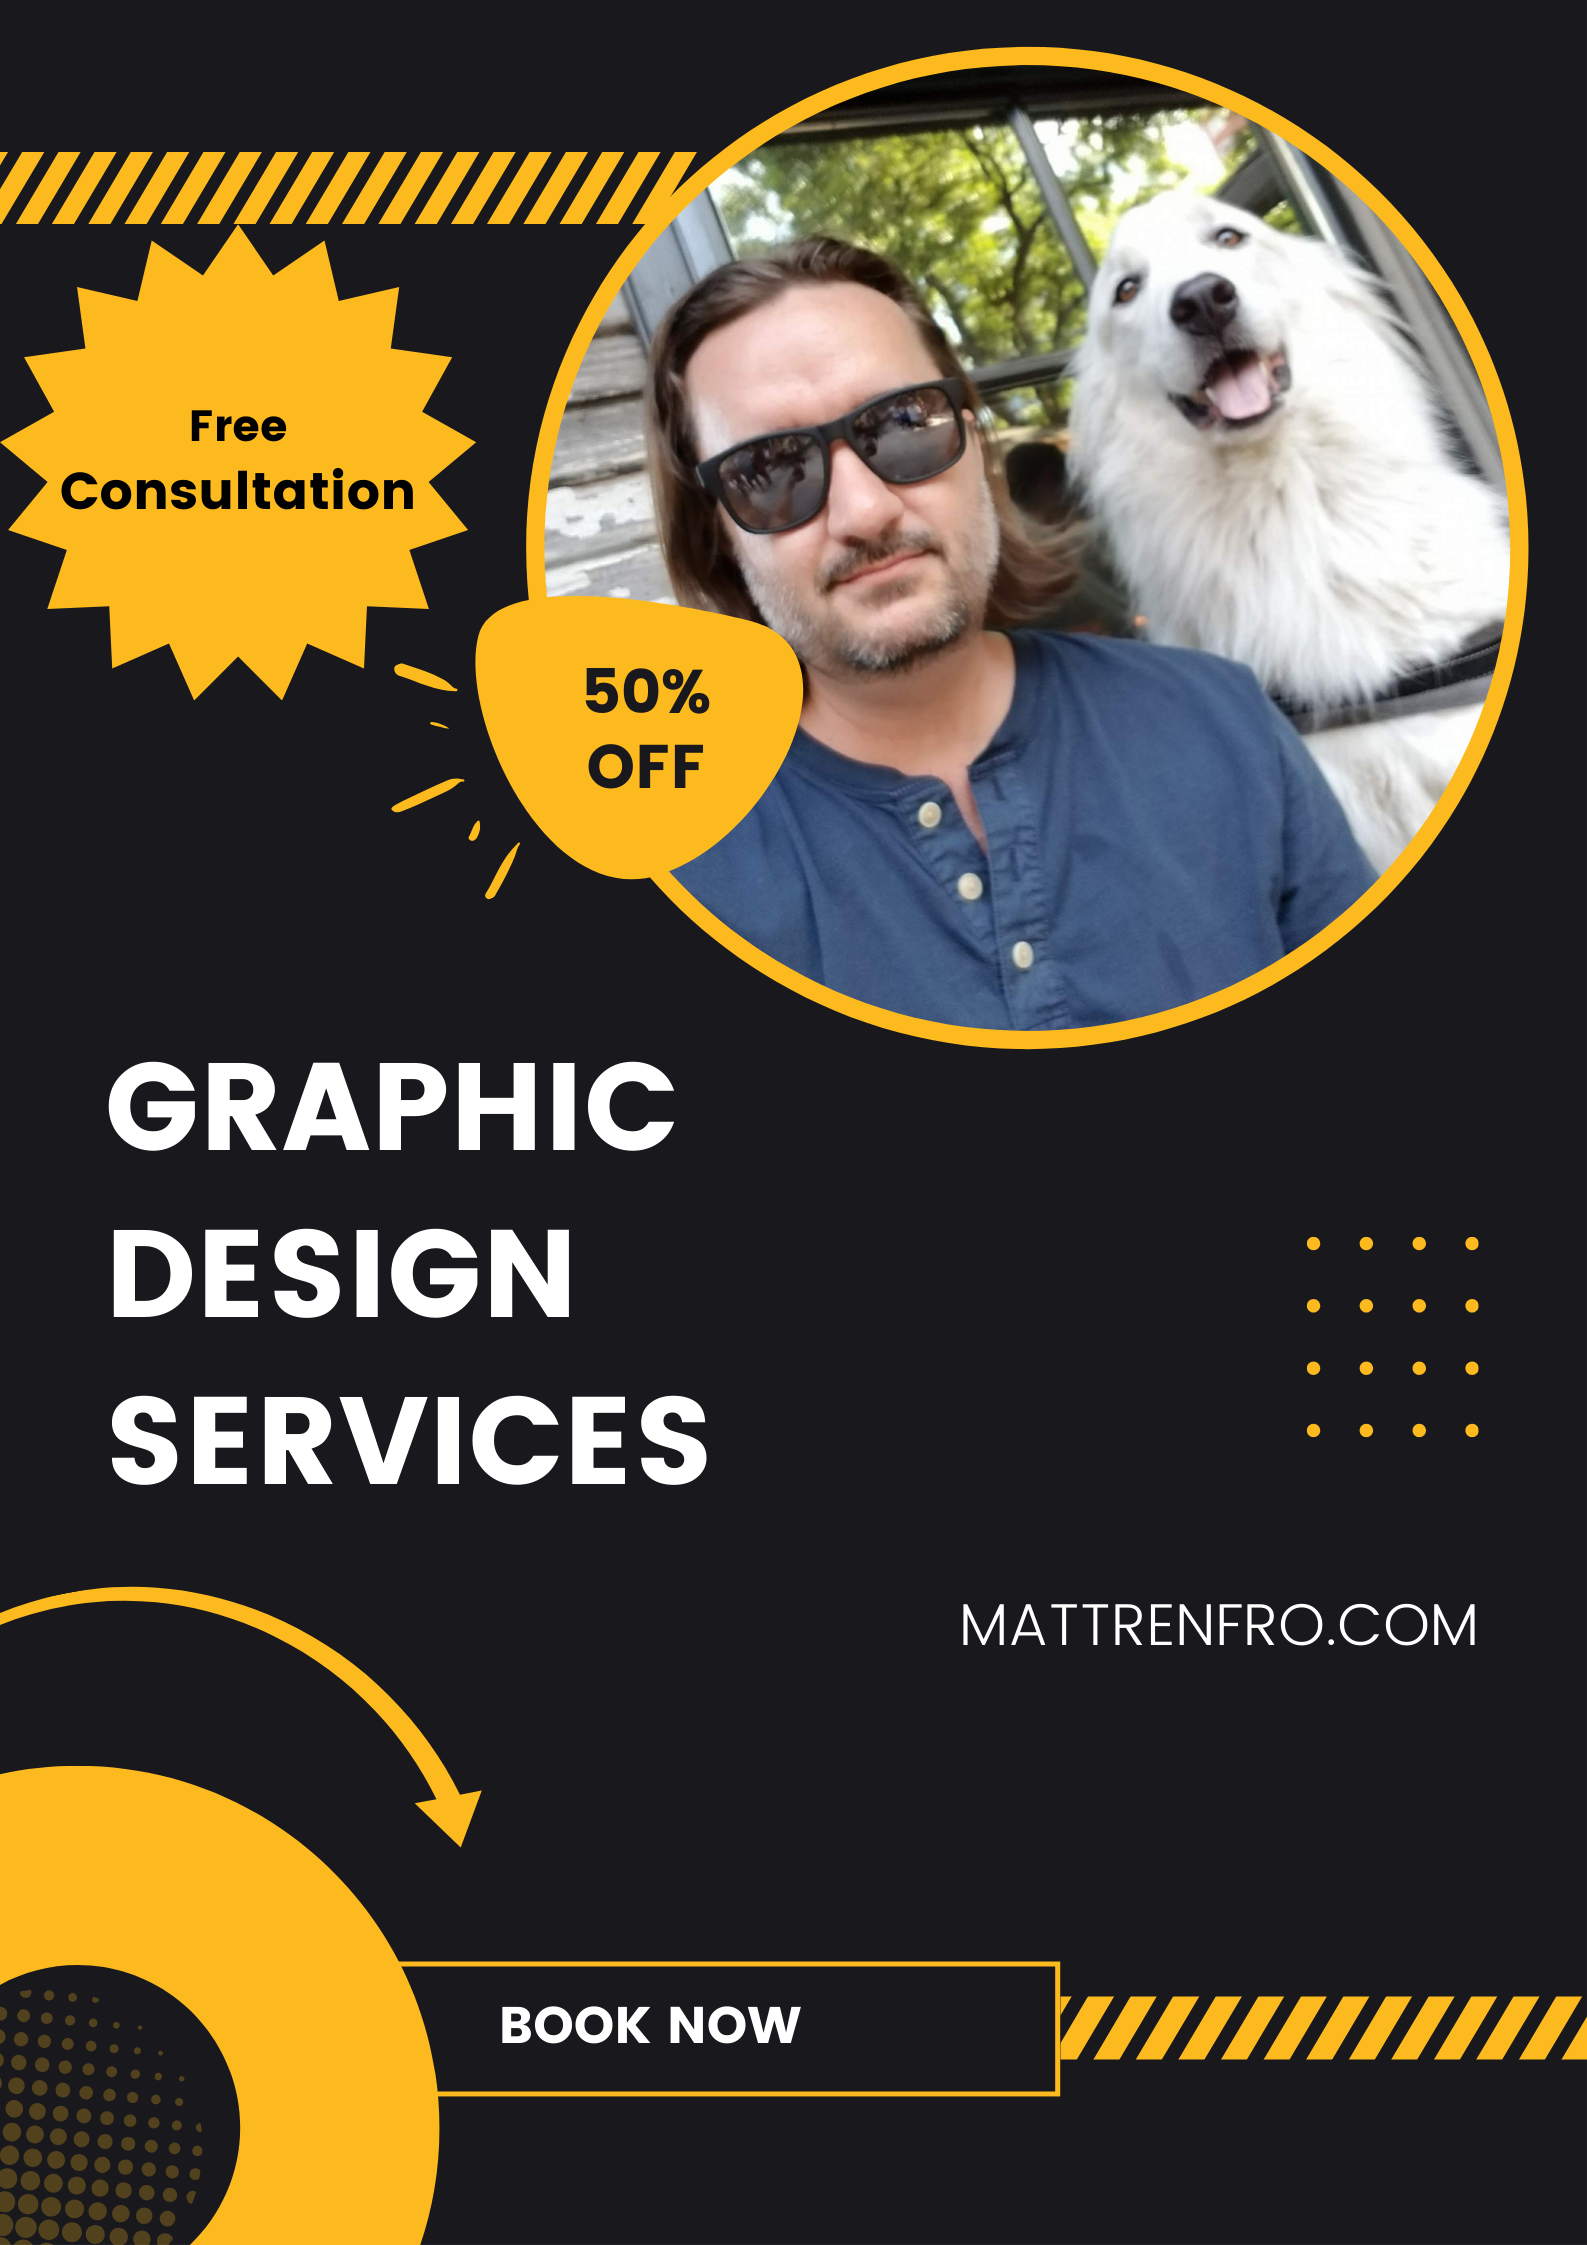 Free
Consultation
50%
OFF
GRAPHIC
DESIGN
SERVICES
MATTRENFRO.COM
BOOK NOW